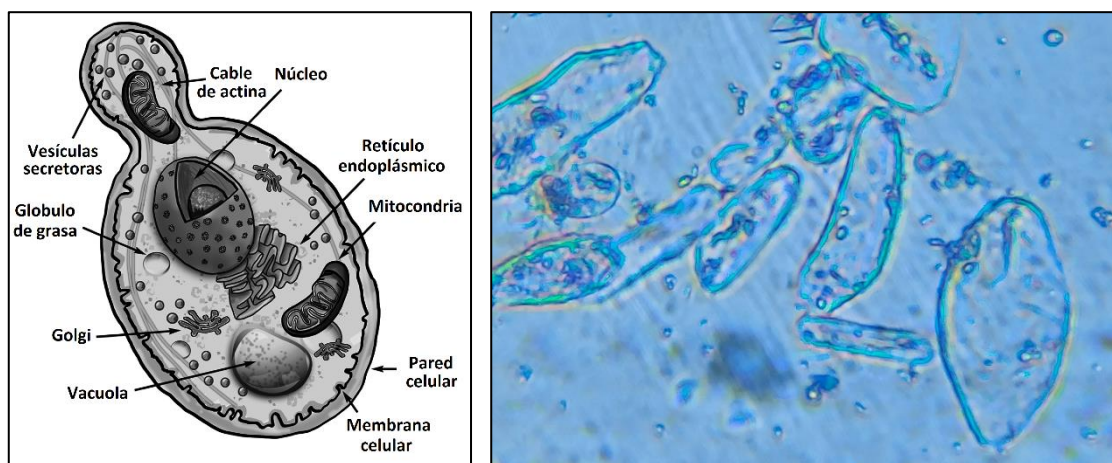 Cable
de actina
Núcleo
Vesículas
secretoras
Retículo
endoplásmico
Mitocondria
Globulo
de grasa
Golgi
Vacuola
Pared
celular
Membrana
celular